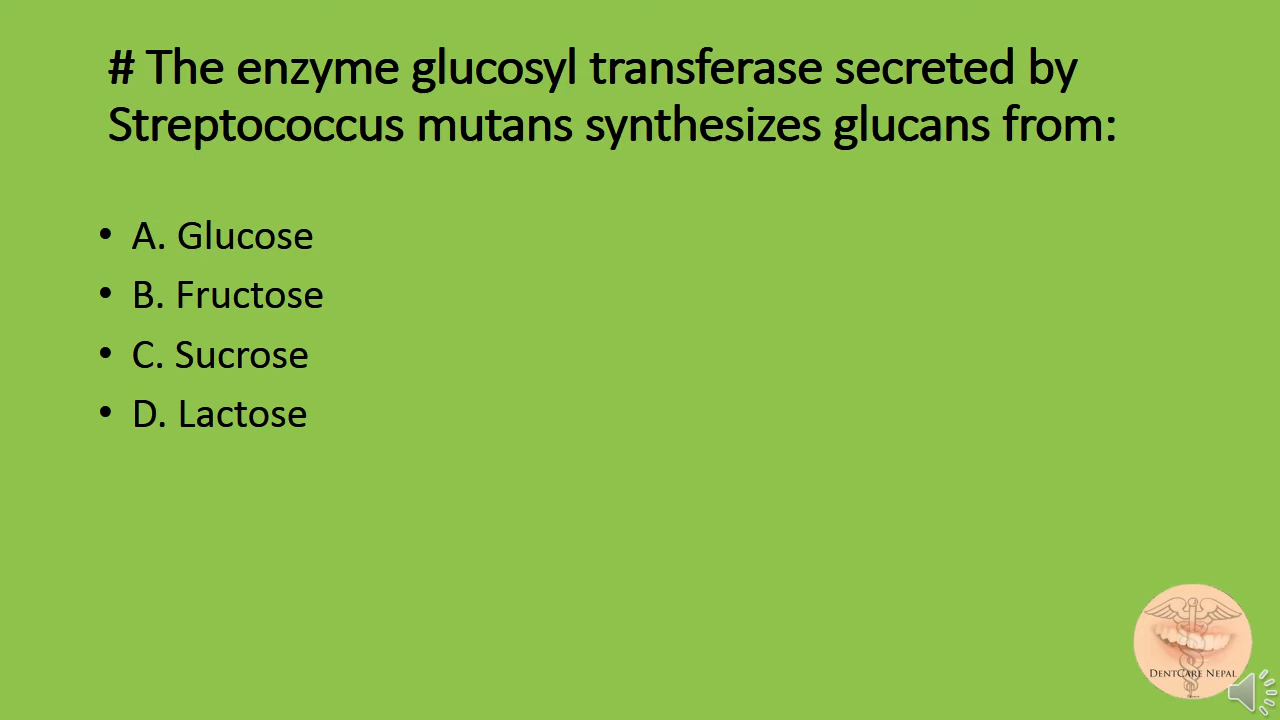 # The enzyme glucosyl transferase secreted by
Streptococcus mutans synthesizes glucans from:
• A. Glucose
• B. Fructose
• C. Sucrose
• D. Lactose
DENTCARE NEPAL